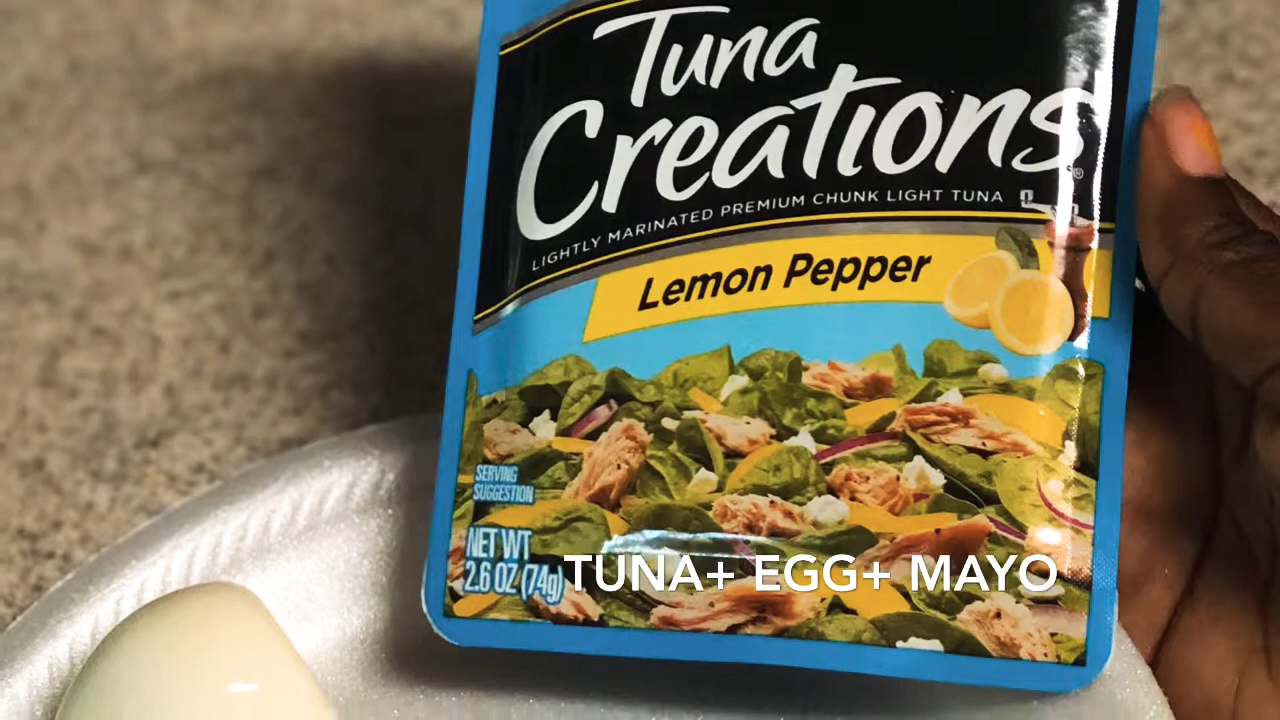 Tuna
Creations®
LIGHTLY MARINATED PREMIUM CHUNK LIGHT TUNA
Lemon Pepper
SERVING
SUGGESTION
NET WT
2.6 OZ (74g)
TUNA+ EGG+ MAYO